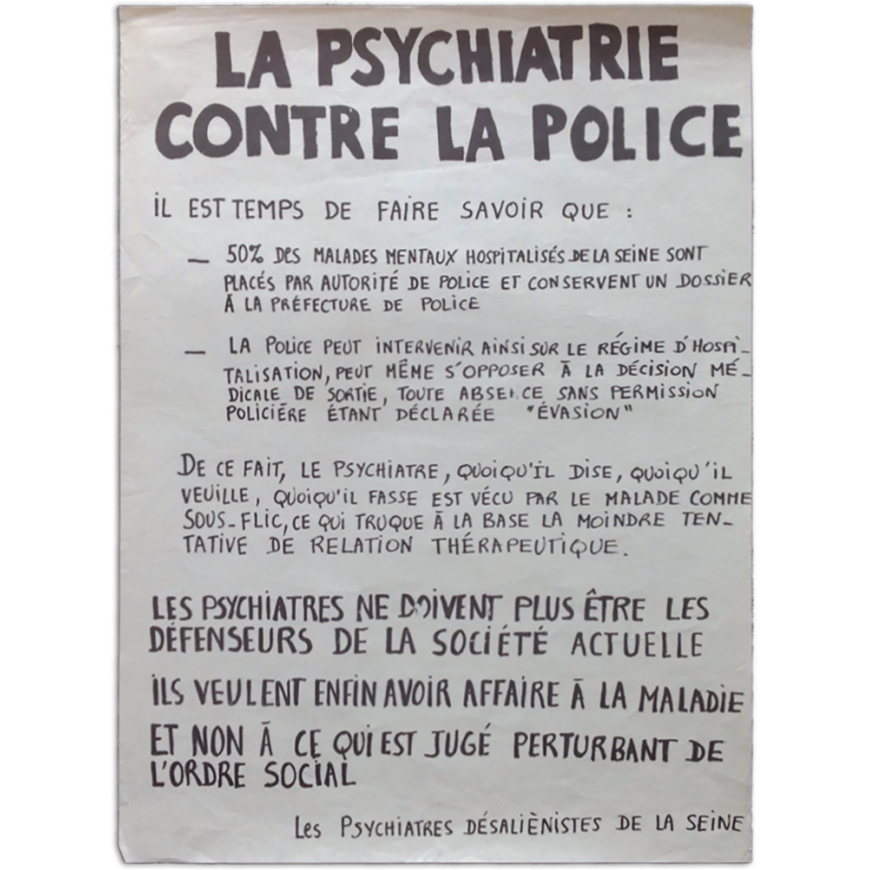 LA PSYCHIATRIE
CONTRE LA POLICE
IL EST TEMPS DE FAIRE SAVOIR QUE :
— 50% DES MALADES MENTAUX HOSPITALISÉS DE LA SEINE SONT
PLACÉS PAR AUTORITÉ DE POLICE ET CONSERVENT UN DOSSIER
À LA PRÉFECTURE DE POLICE
— LA POLICE PEUT INTERVENIR AINSI SUR LE RÉGIME D'HOSPI-
TALISATION, PEUT MÊME S'OPPOSER À LA DÉCISION MÉ-
DICALE DE SORTIE, TOUTE ABSENCE SANS PERMISSION
POLICIÈRE ÉTANT DÉCLARÉE "ÉVASION"
DE CE FAIT, LE PSYCHIATRE, QUOIQU'IL DISE, QUOIQU'IL
VEUILLE, QUOIQU'IL FASSE EST VÉCU PAR LE MALADE COMME
SOUS-FLIC, CE QUI TRUQUE À LA BASE LA MOINDRE TEN-
TATIVE DE RELATION THÉRAPEUTIQUE.
LES PSYCHIATRES NE DOIVENT PLUS ÊTRE LES
DÉFENSEURS DE LA SOCIÉTÉ ACTUELLE
ILS VEULENT ENFIN AVOIR AFFAIRE À LA MALADIE
ET NON À CE QUI EST JUGÉ PERTURBANT DE
L'ORDRE SOCIAL
LES PSYCHIATRES DÉSALIÈNISTES DE LA SEINE